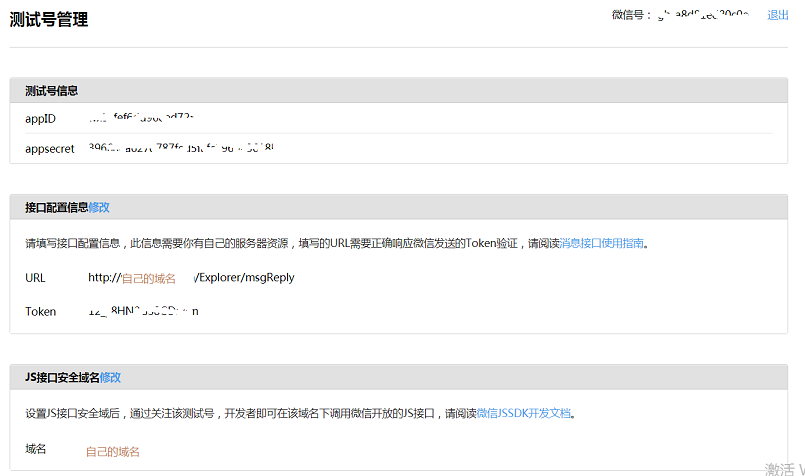 测试号管理
微信号： 退出
测试号信息
appID
appsecret
接口配置信息修改
请填写接口配置信息，此信息需要你有自己的服务器资源，填写的URL需要正确响应微信发送的Token验证，请阅读消息接口使用指南。
URL http://自己的域名 /Explorer/msgReply
Token
JS接口安全域名修改
设置JS接口安全域后，通过关注该测试号，开发者即可在该域名下调用微信开放的JS接口，请阅读微信JSSDK开发文档。
域名 自己的域名
激活